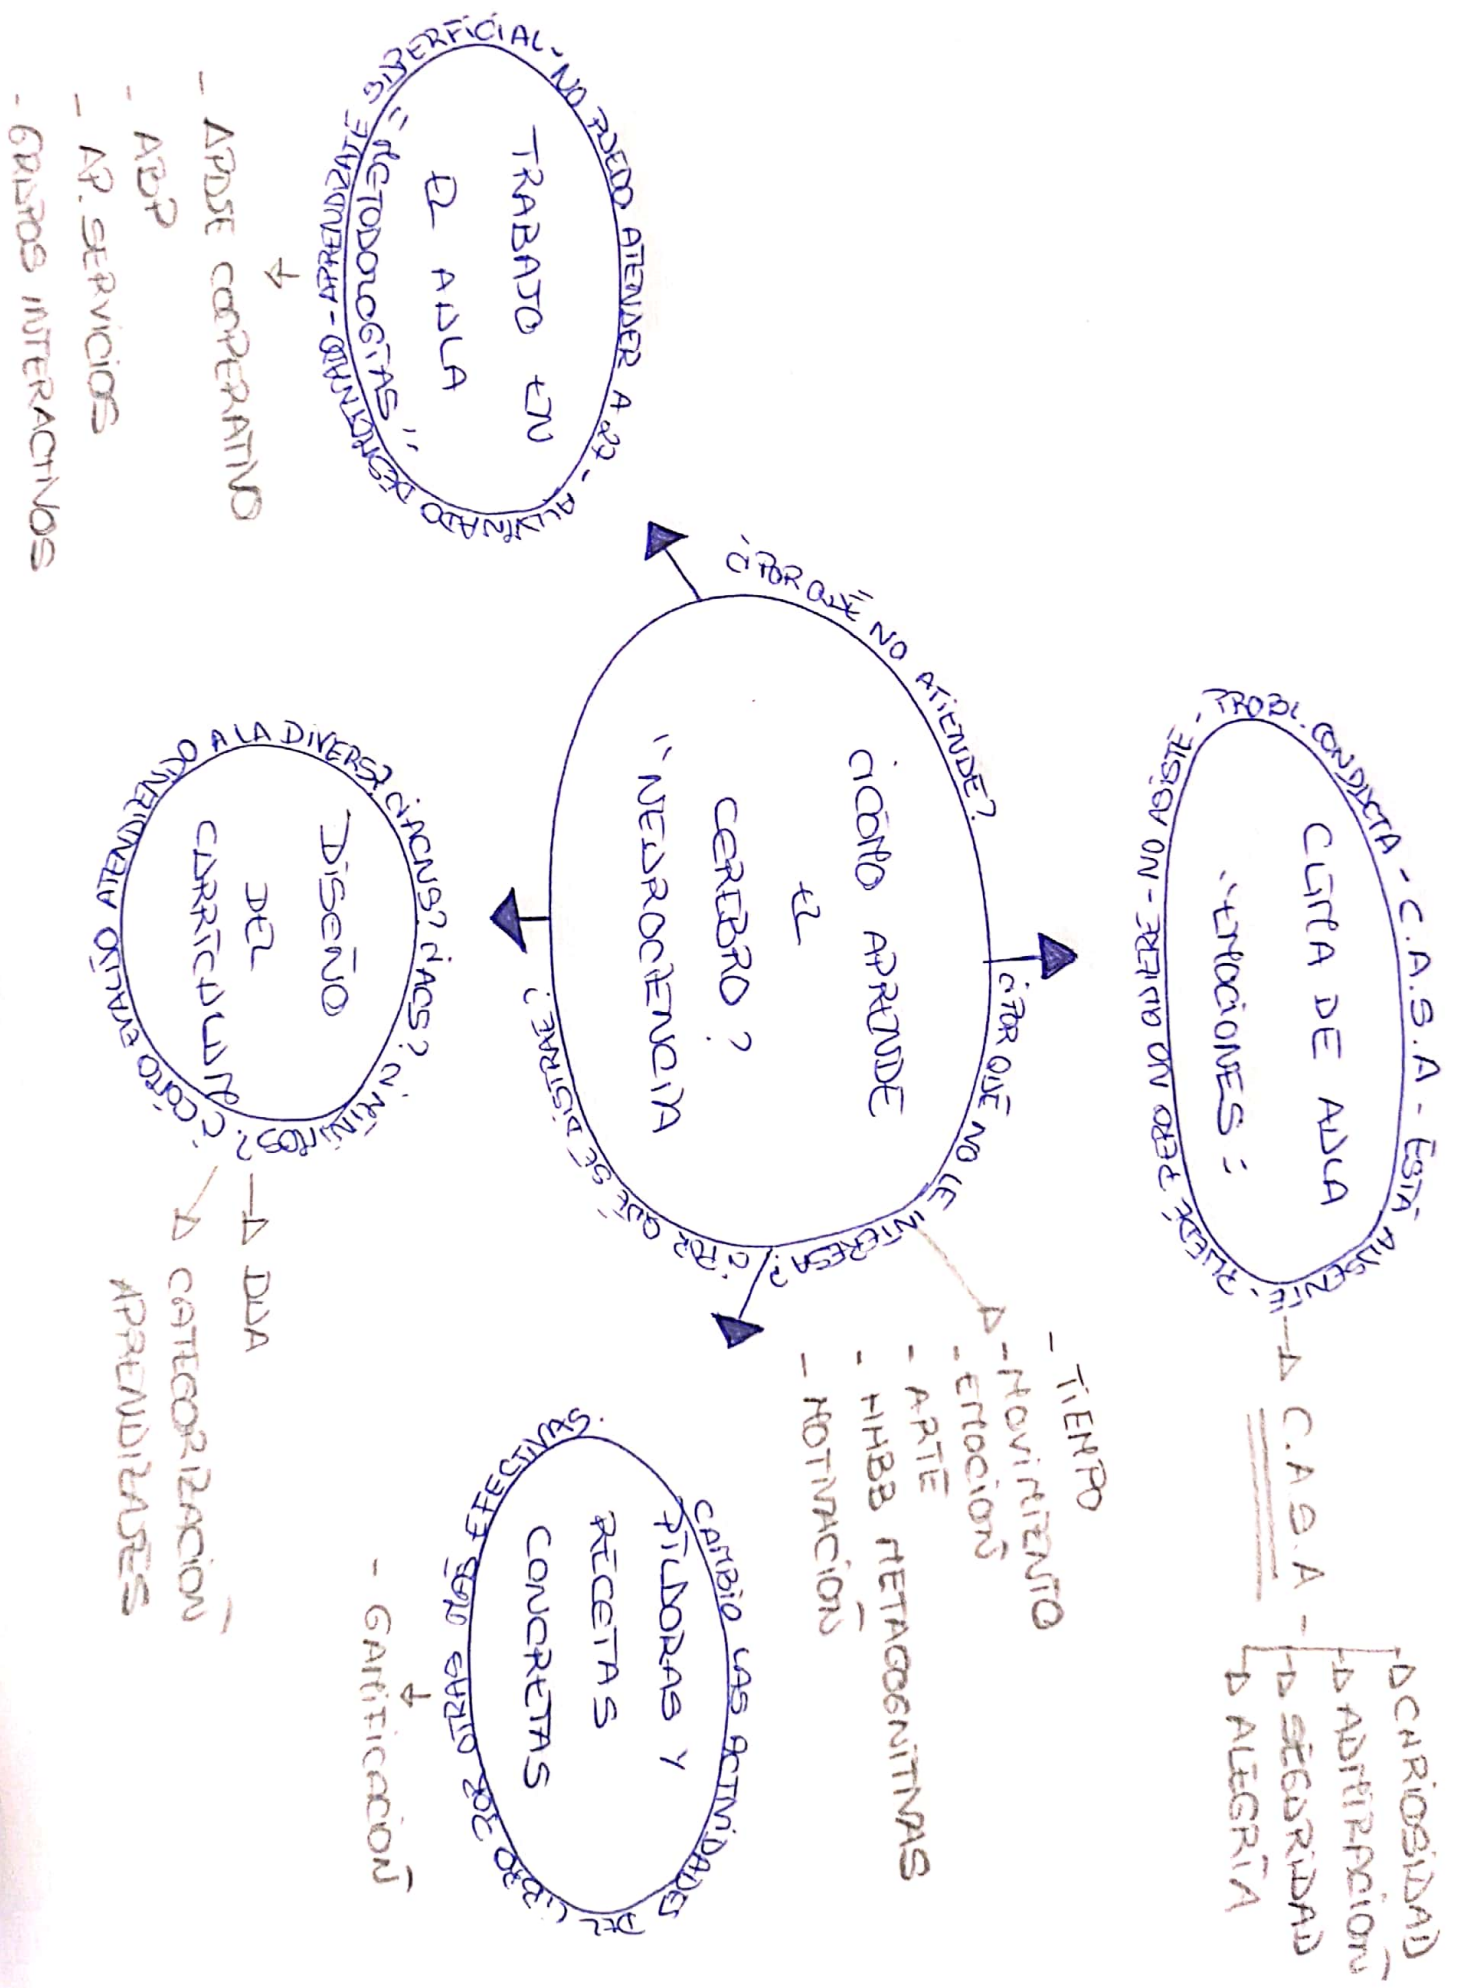 PROBL. CONDUCTA - C.A.S.A - ESTÁ AUSENTE - PUEDE PERO NO QUIERE - NO ASISTE -
CLIMA DE AULA
"EMOCIONES"
C.A.S.A -
CURIOSIDAD
ADMIRACIÓN
SEGURIDAD
ALEGRÍA
¿POR QUÉ NO ATIENDE?
¿POR QUÉ NO LE INTERESA?
¿POR QUÉ SE DISTRAE?
¿CÓMO APRENDE
EL
CEREBRO?
"NEUROCIENCIA
- TIEMPO
- MOVIMIENTO
- EMOCIÓN
- ARTE
- HHBB METACOGNITIVAS
- MOTIVACIÓN
SUPERFICIAL - NO PUEDO ATENDER A 27 - ALUMNADO DESMOTIVADO - APRENDIZAJE
TRABAJO EN
EL AULA
"METODOLOGÍAS"
- APDJE COOPERATIVO
- ABP
- AP. SERVICIOS
- GRUPOS INTERACTIVOS
¿CÓMO EVALÚO ATENDIENDO A LA DIVERS? ¿ACNS? ¿ACS? ¿MÍNIMOS?
DISEÑO
DEL
CURRÍCULUM
DUA
CATEGORIZACIÓN
APRENDIZAJES
CAMBIO LAS ACTIVIDADES DEL LIBRO POR OTRAS MÁS EFECTIVAS.
PÍLDORAS Y
RECETAS
CONCRETAS
- GAMIFICACIÓN